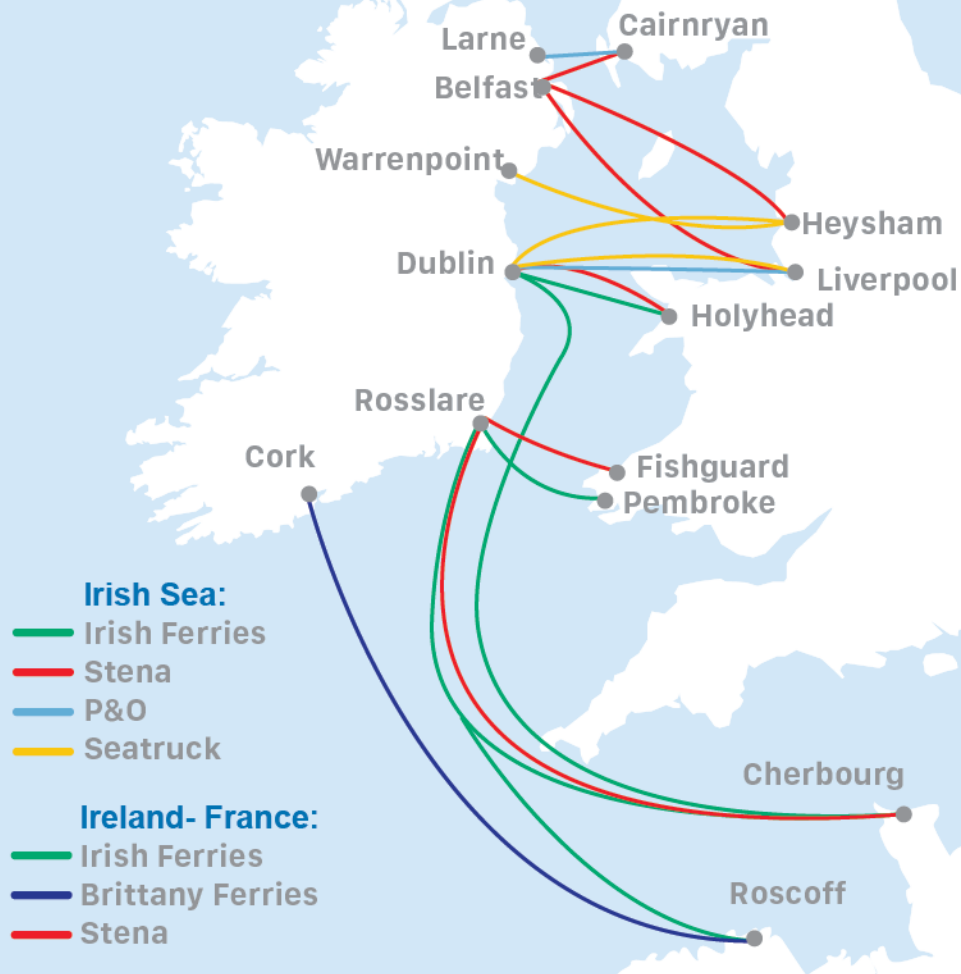 Cairnryan
Larne
Belfast
Warrenpoint
Heysham
Dublin
Liverpool
Holyhead
Rosslare
Cork
Fishguard
Pembroke
Irish Sea:
Irish Ferries
Stena
P&O
Seatruck
Cherbourg
Ireland- France:
Irish Ferries
Brittany Ferries
Roscoff
Stena